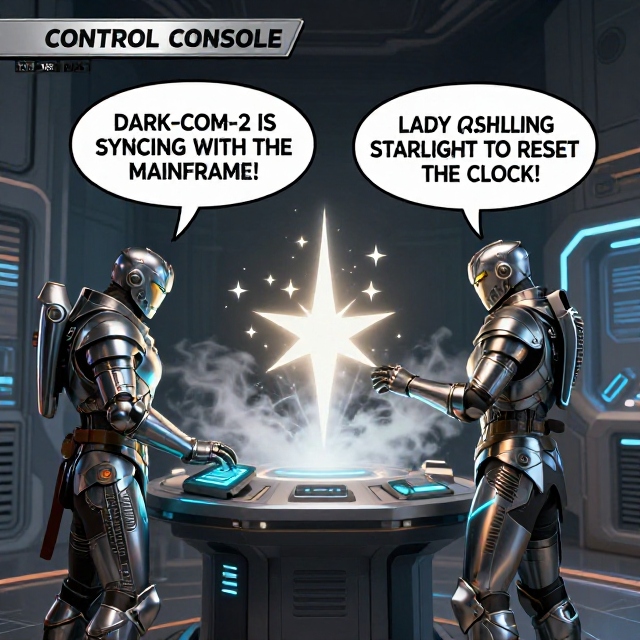 CONTROL CONSOLE
DARK-COM-2 IS
SYNCING WITH THE
MAINFRAME!
LADY QSHLLING
STARLIGHT TO RESET
THE CLOCK!